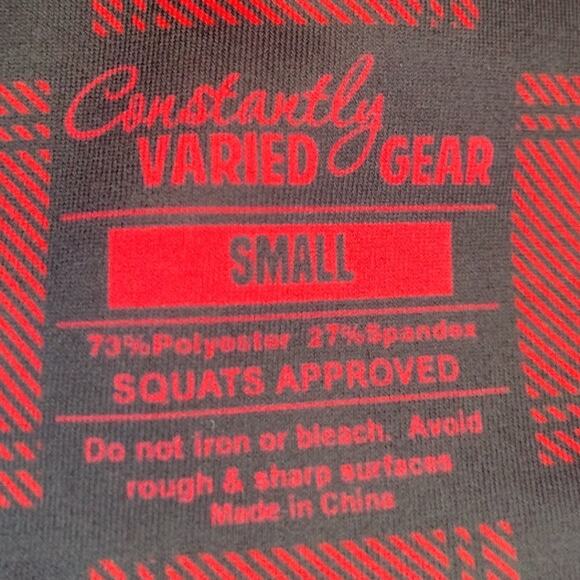 Constantly
VARIED GEAR
SMALL
73%Polyester 27%Spandex
SQUATS APPROVED
Do not iron or bleach. Avoid
rough & sharp surfaces
Made in China